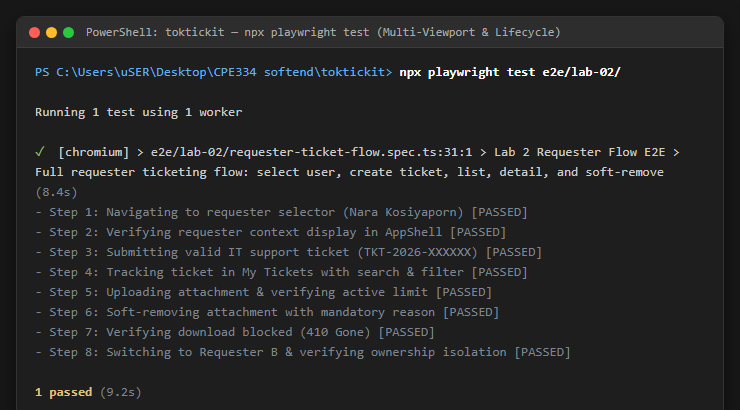 PowerShell: toktickit — npx playwright test (Multi-Viewport & Lifecycle)
PS C:\Users\uSER\Desktop\CPE334 softend\toktickit> npx playwright test e2e/lab-02/
Running 1 test using 1 worker
✓ [chromium] > e2e/lab-02/requester-ticket-flow.spec.ts:31:1 > Lab 2 Requester Flow E2E >
Full requester ticketing flow: select user, create ticket, list, detail, and soft-remove
(8.4s)
- Step 1: Navigating to requester selector (Nara Kosiyaporn) [PASSED]
- Step 2: Verifying requester context display in AppShell [PASSED]
- Step 3: Submitting valid IT support ticket (TKT-2026-XXXXXX) [PASSED]
- Step 4: Tracking ticket in My Tickets with search & filter [PASSED]
- Step 5: Uploading attachment & verifying active limit [PASSED]
- Step 6: Soft-removing attachment with mandatory reason [PASSED]
- Step 7: Verifying download blocked (410 Gone) [PASSED]
- Step 8: Switching to Requester B & verifying ownership isolation [PASSED]
1 passed (9.2s)